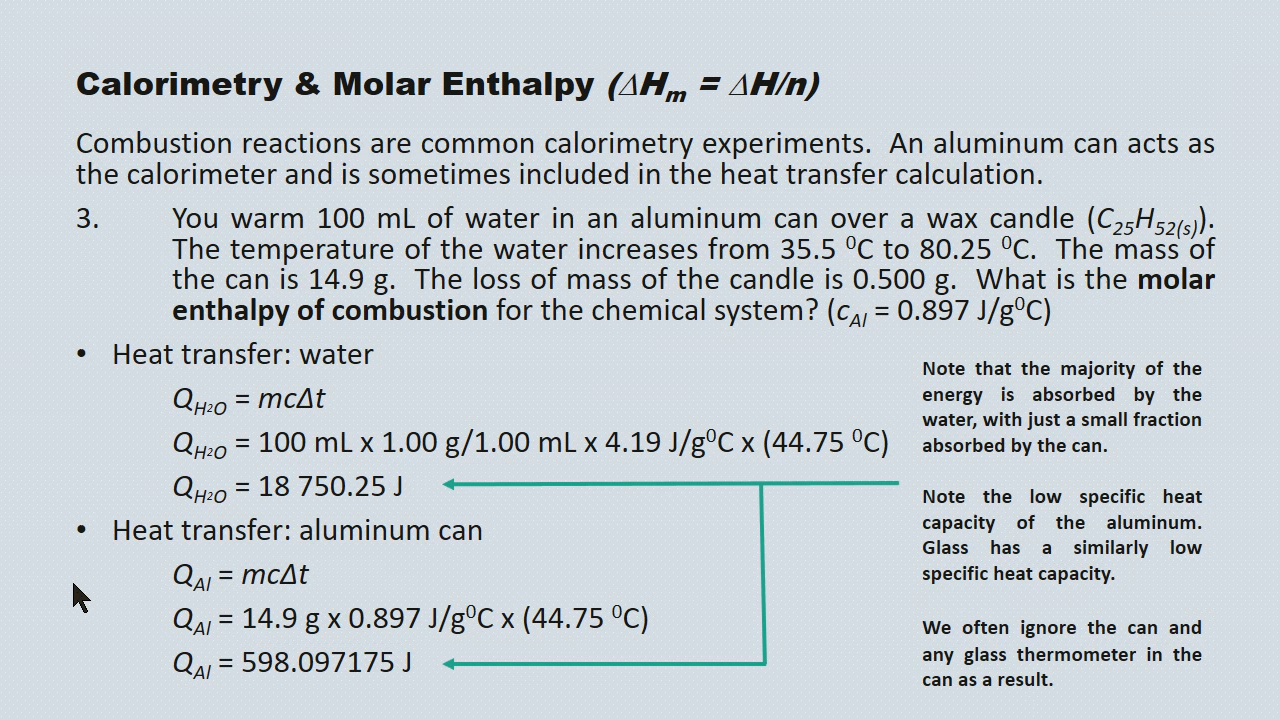 Calorimetry & Molar Enthalpy (ΔHm = ΔH/n)
Combustion reactions are common calorimetry experiments. An aluminum can acts as
the calorimeter and is sometimes included in the heat transfer calculation.
3. You warm 100 mL of water in an aluminum can over a wax candle (C25H52(s)).
The temperature of the water increases from 35.5 ⁰C to 80.25 ⁰C. The mass of
the can is 14.9 g. The loss of mass of the candle is 0.500 g. What is the molar
enthalpy of combustion for the chemical system? (cAl = 0.897 J/g⁰C)
• Heat transfer: water
QH2O = mcΔt
QH2O = 100 mL x 1.00 g/1.00 mL x 4.19 J/g⁰C x (44.75 ⁰C)
QH2O = 18 750.25 J
• Heat transfer: aluminum can
QAl = mcΔt
QAl = 14.9 g x 0.897 J/g⁰C x (44.75 ⁰C)
QAl = 598.097175 J
Note that the majority of the
energy is absorbed by the
water, with just a small fraction
absorbed by the can.
Note the low specific heat
capacity of the aluminum.
Glass has a similarly low
specific heat capacity.
We often ignore the can and
any glass thermometer in the
can as a result.